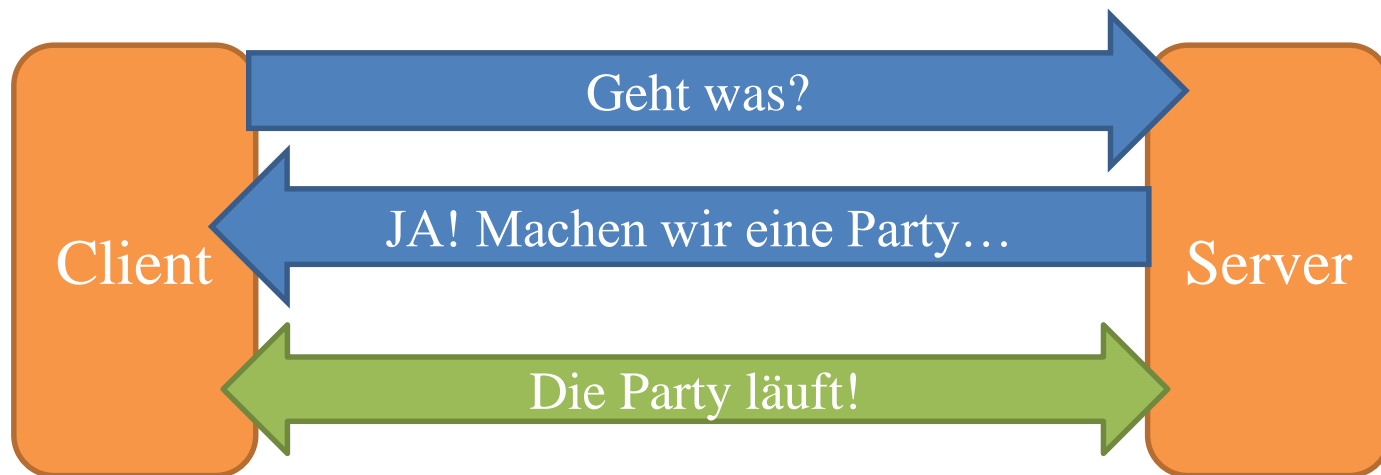 Geht was?
JA! Machen wir eine Party…
Client
Server
Die Party läuft!